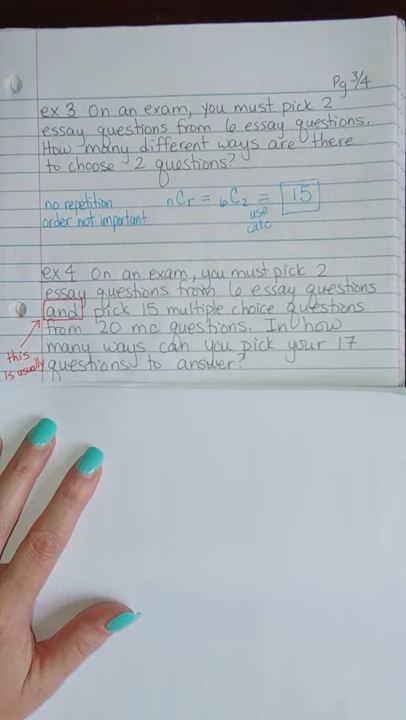 Pg 3/4
ex 3 On an exam, you must pick 2
essay questions from 6 essay questions.
How many different ways are there
to choose 2 questions?
no repetition nCr = 6C2 = 15
order not important use
calc
ex 4 On an exam, you must pick 2
essay questions from 6 essay questions
and pick 15 multiple choice questions
from 20 mc questions. In how
many ways can you pick your 17
questions to answer?
this
is usually